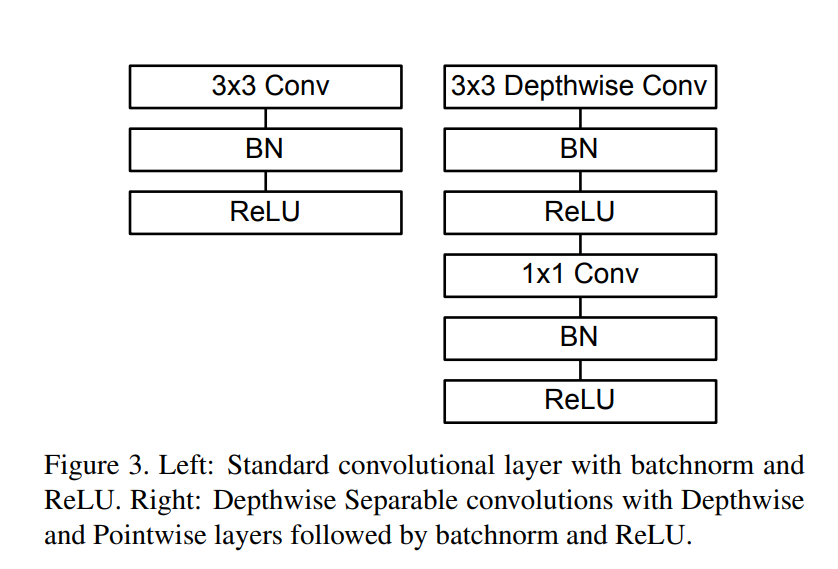 3x3 Conv
BN
ReLU
3x3 Depthwise Conv
BN
ReLU
1x1 Conv
BN
ReLU
Figure 3. Left: Standard convolutional layer with batchnorm and
ReLU. Right: Depthwise Separable convolutions with Depthwise
and Pointwise layers followed by batchnorm and ReLU.